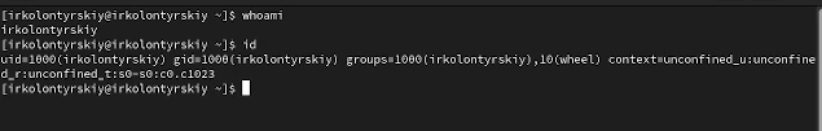 [irkolontyrskiy@irkolontyrskiy ~]$ whoami
irkolontyrskiy
[irkolontyrskiy@irkolontyrskiy ~]$ id
uid=1000(irkolontyrskiy) gid=1000(irkolontyrskiy) groups=1000(irkolontyrskiy),10(wheel) context=unconfined_u:unconfine
d_r:unconfined_t:s0-s0:c0.c1023
[irkolontyrskiy@irkolontyrskiy ~]$